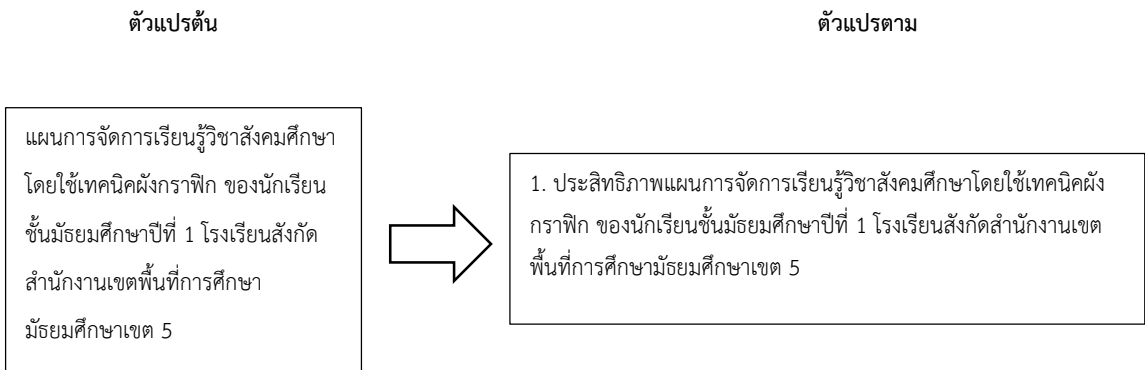 ตัวแปรต้น
ตัวแปรตาม
แผนการจัดการเรียนรู้วิชาสังคมศึกษา
โดยใช้เทคนิคผังกราฟิก ของนักเรียน
ชั้นมัธยมศึกษาปีที่ 1 โรงเรียนสังกัด
สำนักงานเขตพื้นที่การศึกษา
มัธยมศึกษาเขต 5
1. ประสิทธิภาพแผนการจัดการเรียนรู้วิชาสังคมศึกษาโดยใช้เทคนิคผัง
กราฟิก ของนักเรียนชั้นมัธยมศึกษาปีที่ 1 โรงเรียนสังกัดสำนักงานเขต
พื้นที่การศึกษามัธยมศึกษาเขต 5